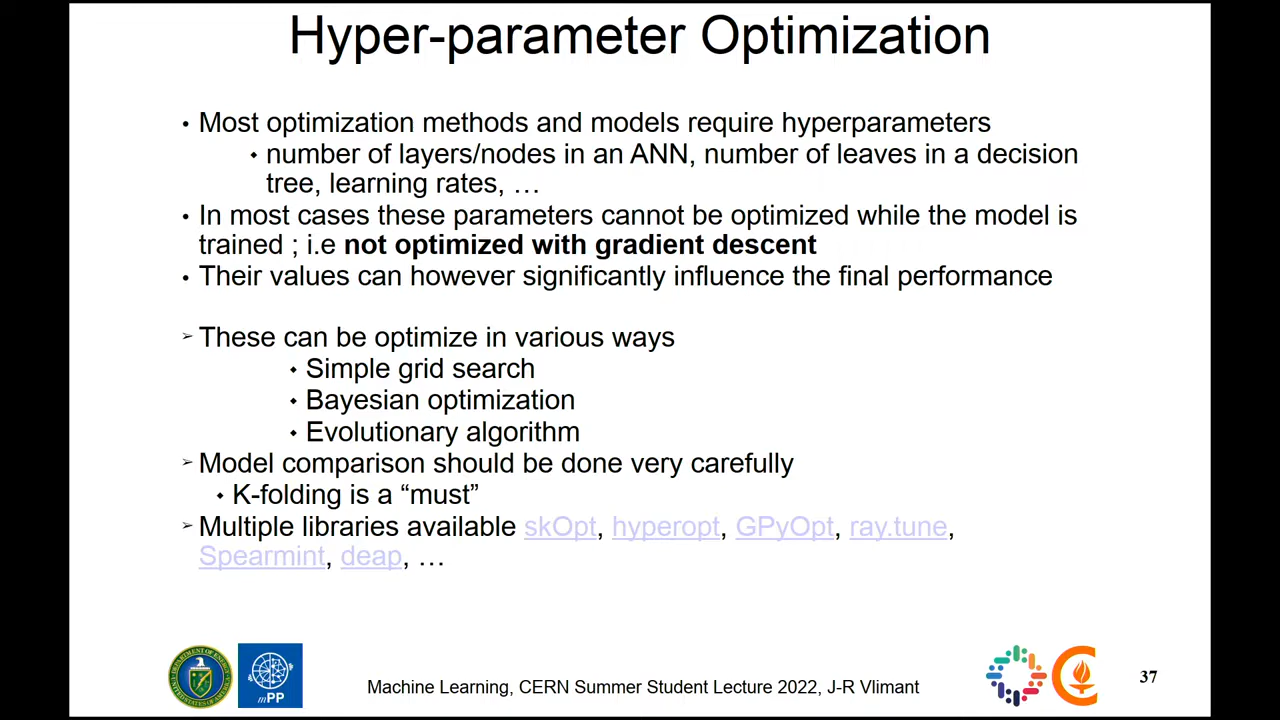 Hyper-parameter Optimization
• Most optimization methods and models require hyperparameters
◆ number of layers/nodes in an ANN, number of leaves in a decision
tree, learning rates, …
• In most cases these parameters cannot be optimized while the model is
trained ; i.e not optimized with gradient descent
• Their values can however significantly influence the final performance
➢ These can be optimize in various ways
◆ Simple grid search
◆ Bayesian optimization
◆ Evolutionary algorithm
➢ Model comparison should be done very carefully
◆ K-folding is a “must”
➢ Multiple libraries available skOpt, hyperopt, GPyOpt, ray.tune,
Spearmint, deap, …
mPP
Machine Learning, CERN Summer Student Lecture 2022, J-R Vlimant
37